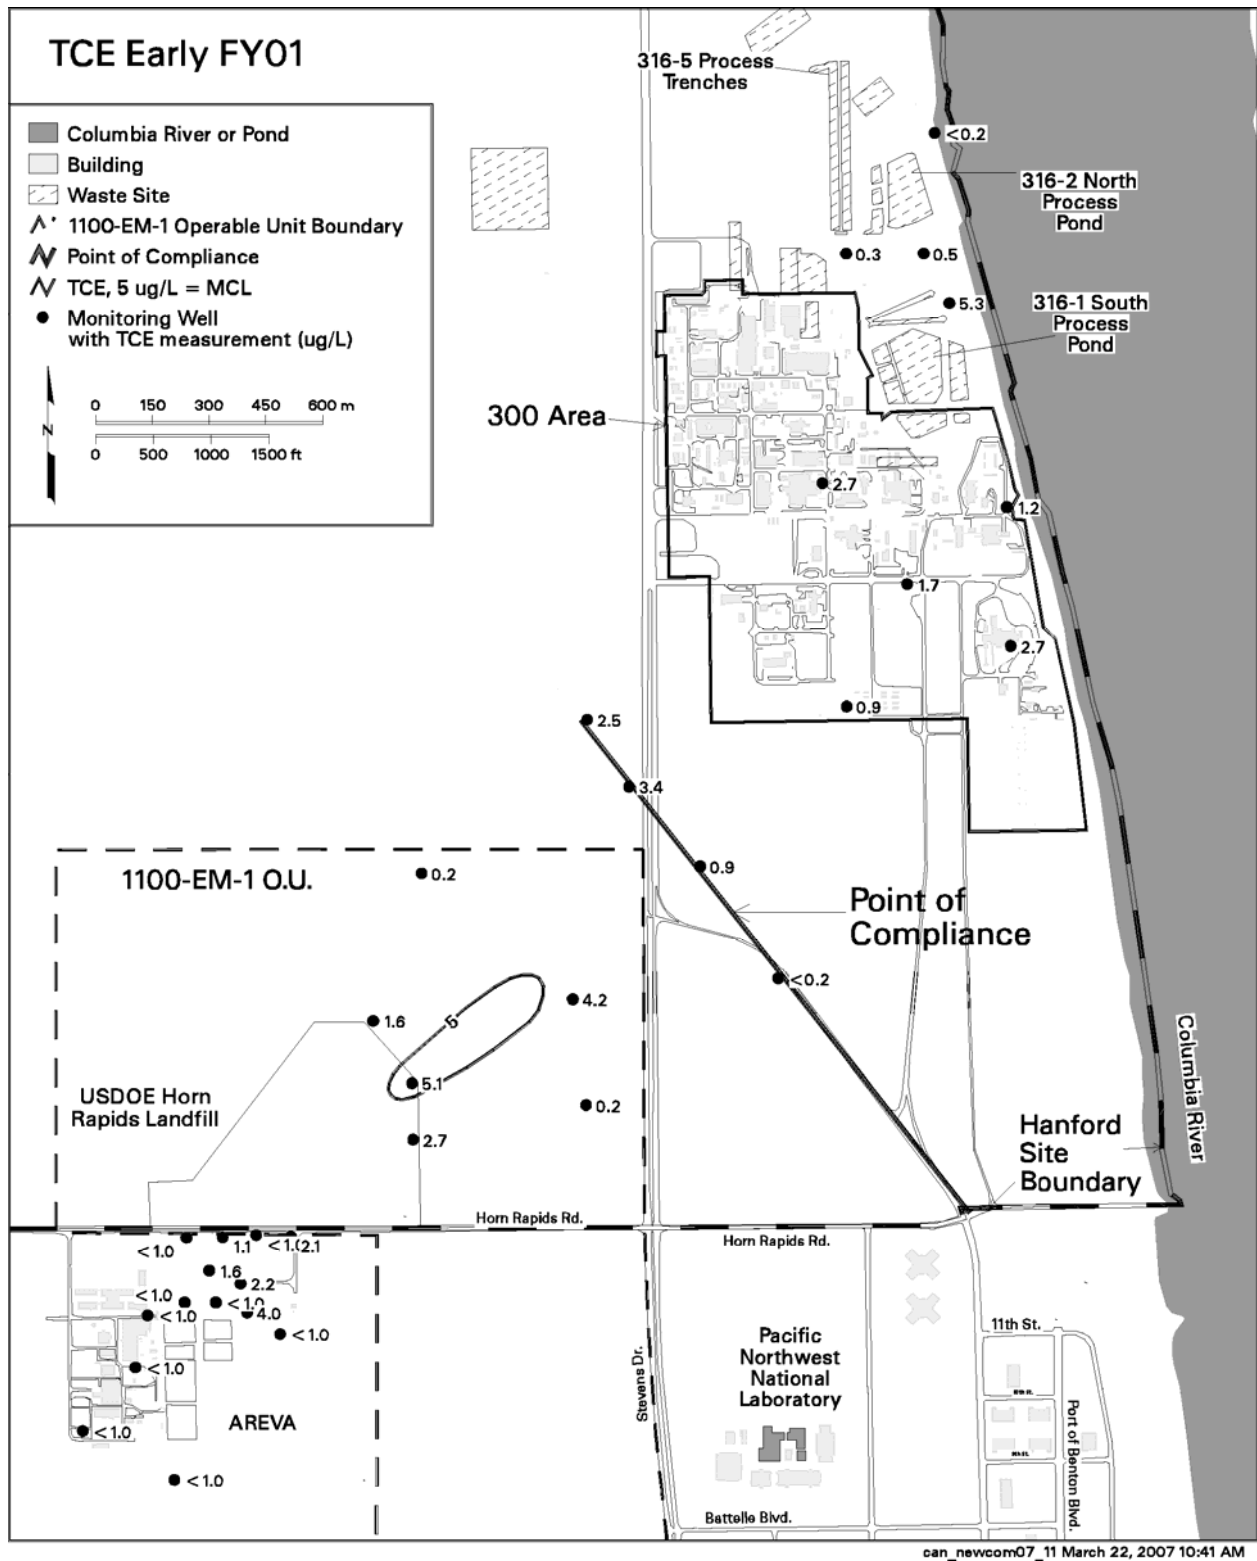 TCE Early FY01
Columbia River or Pond
Building
Waste Site
1100-EM-1 Operable Unit Boundary
Point of Compliance
TCE, 5 ug/L = MCL
Monitoring Well
with TCE measurement (ug/L)
N
0 150 300 450 600 m
0 500 1000 1500 ft
316-5 Process
Trenches
<0.2
316-2 North
Process
Pond
0.3
0.5
5.3
316-1 South
Process
Pond
300 Area
2.7
1.2
1.7
2.7
0.9
2.5
3.4
0.9
Point of
Compliance
<0.2
1100-EM-1 O.U.
0.2
4.2
1.6
5
5.1
0.2
2.7
USDOE Horn
Rapids Landfill
Columbia River
Hanford
Site
Boundary
Horn Rapids Rd.
Horn Rapids Rd.
<1.0
1.1
2.1
1.6
2.2
<1.0
<1.0
<1.0
4.0
<1.0
<1.0
<1.0
<1.0
AREVA
Stevens Dr.
Pacific
Northwest
National
Laboratory
11th St.
Port of Benton Blvd.
Battelle Blvd.
can_newcom07_11 March 22, 2007 10:41 AM